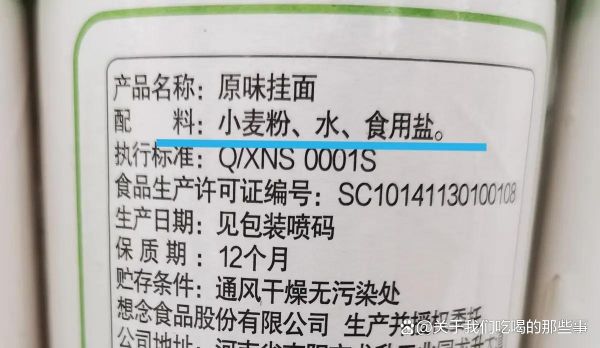 产品名称：原味挂面
配 料：小麦粉、水、食用盐。
执行标准：Q/XNS 0001S
食品生产许可证编号：SC10141130100108
生产日期：见包装喷码
保 质 期：12个月
贮存条件：通风干燥无污染处
想念食品股份有限公司 生产并授权委托
@关于我们吃喝的那些事